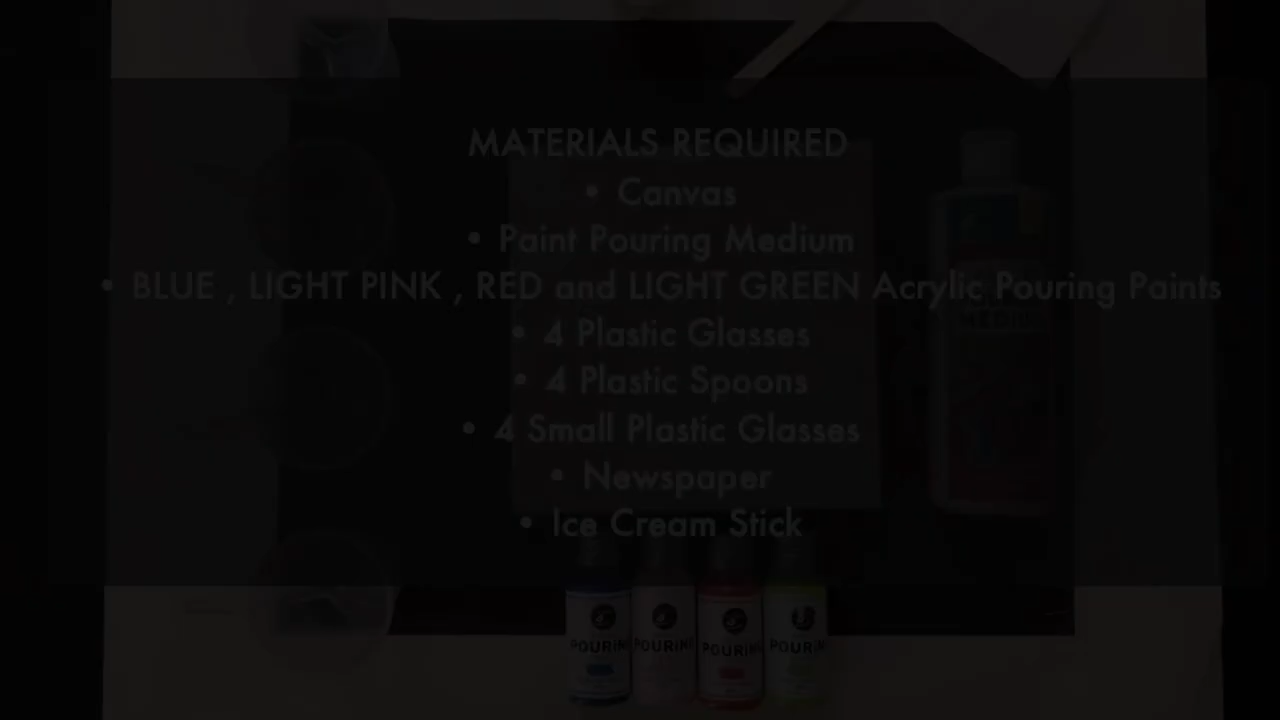 MATERIALS REQUIRED
• Canvas
• Paint Pouring Medium
• BLUE , LIGHT PINK , RED and LIGHT GREEN Acrylic Pouring Paints
• 4 Plastic Glasses
• 4 Plastic Spoons
• 4 Small Plastic Glasses
• Newspaper
• Ice Cream Stick
MEDIUM
POURING POURING POURING POURING